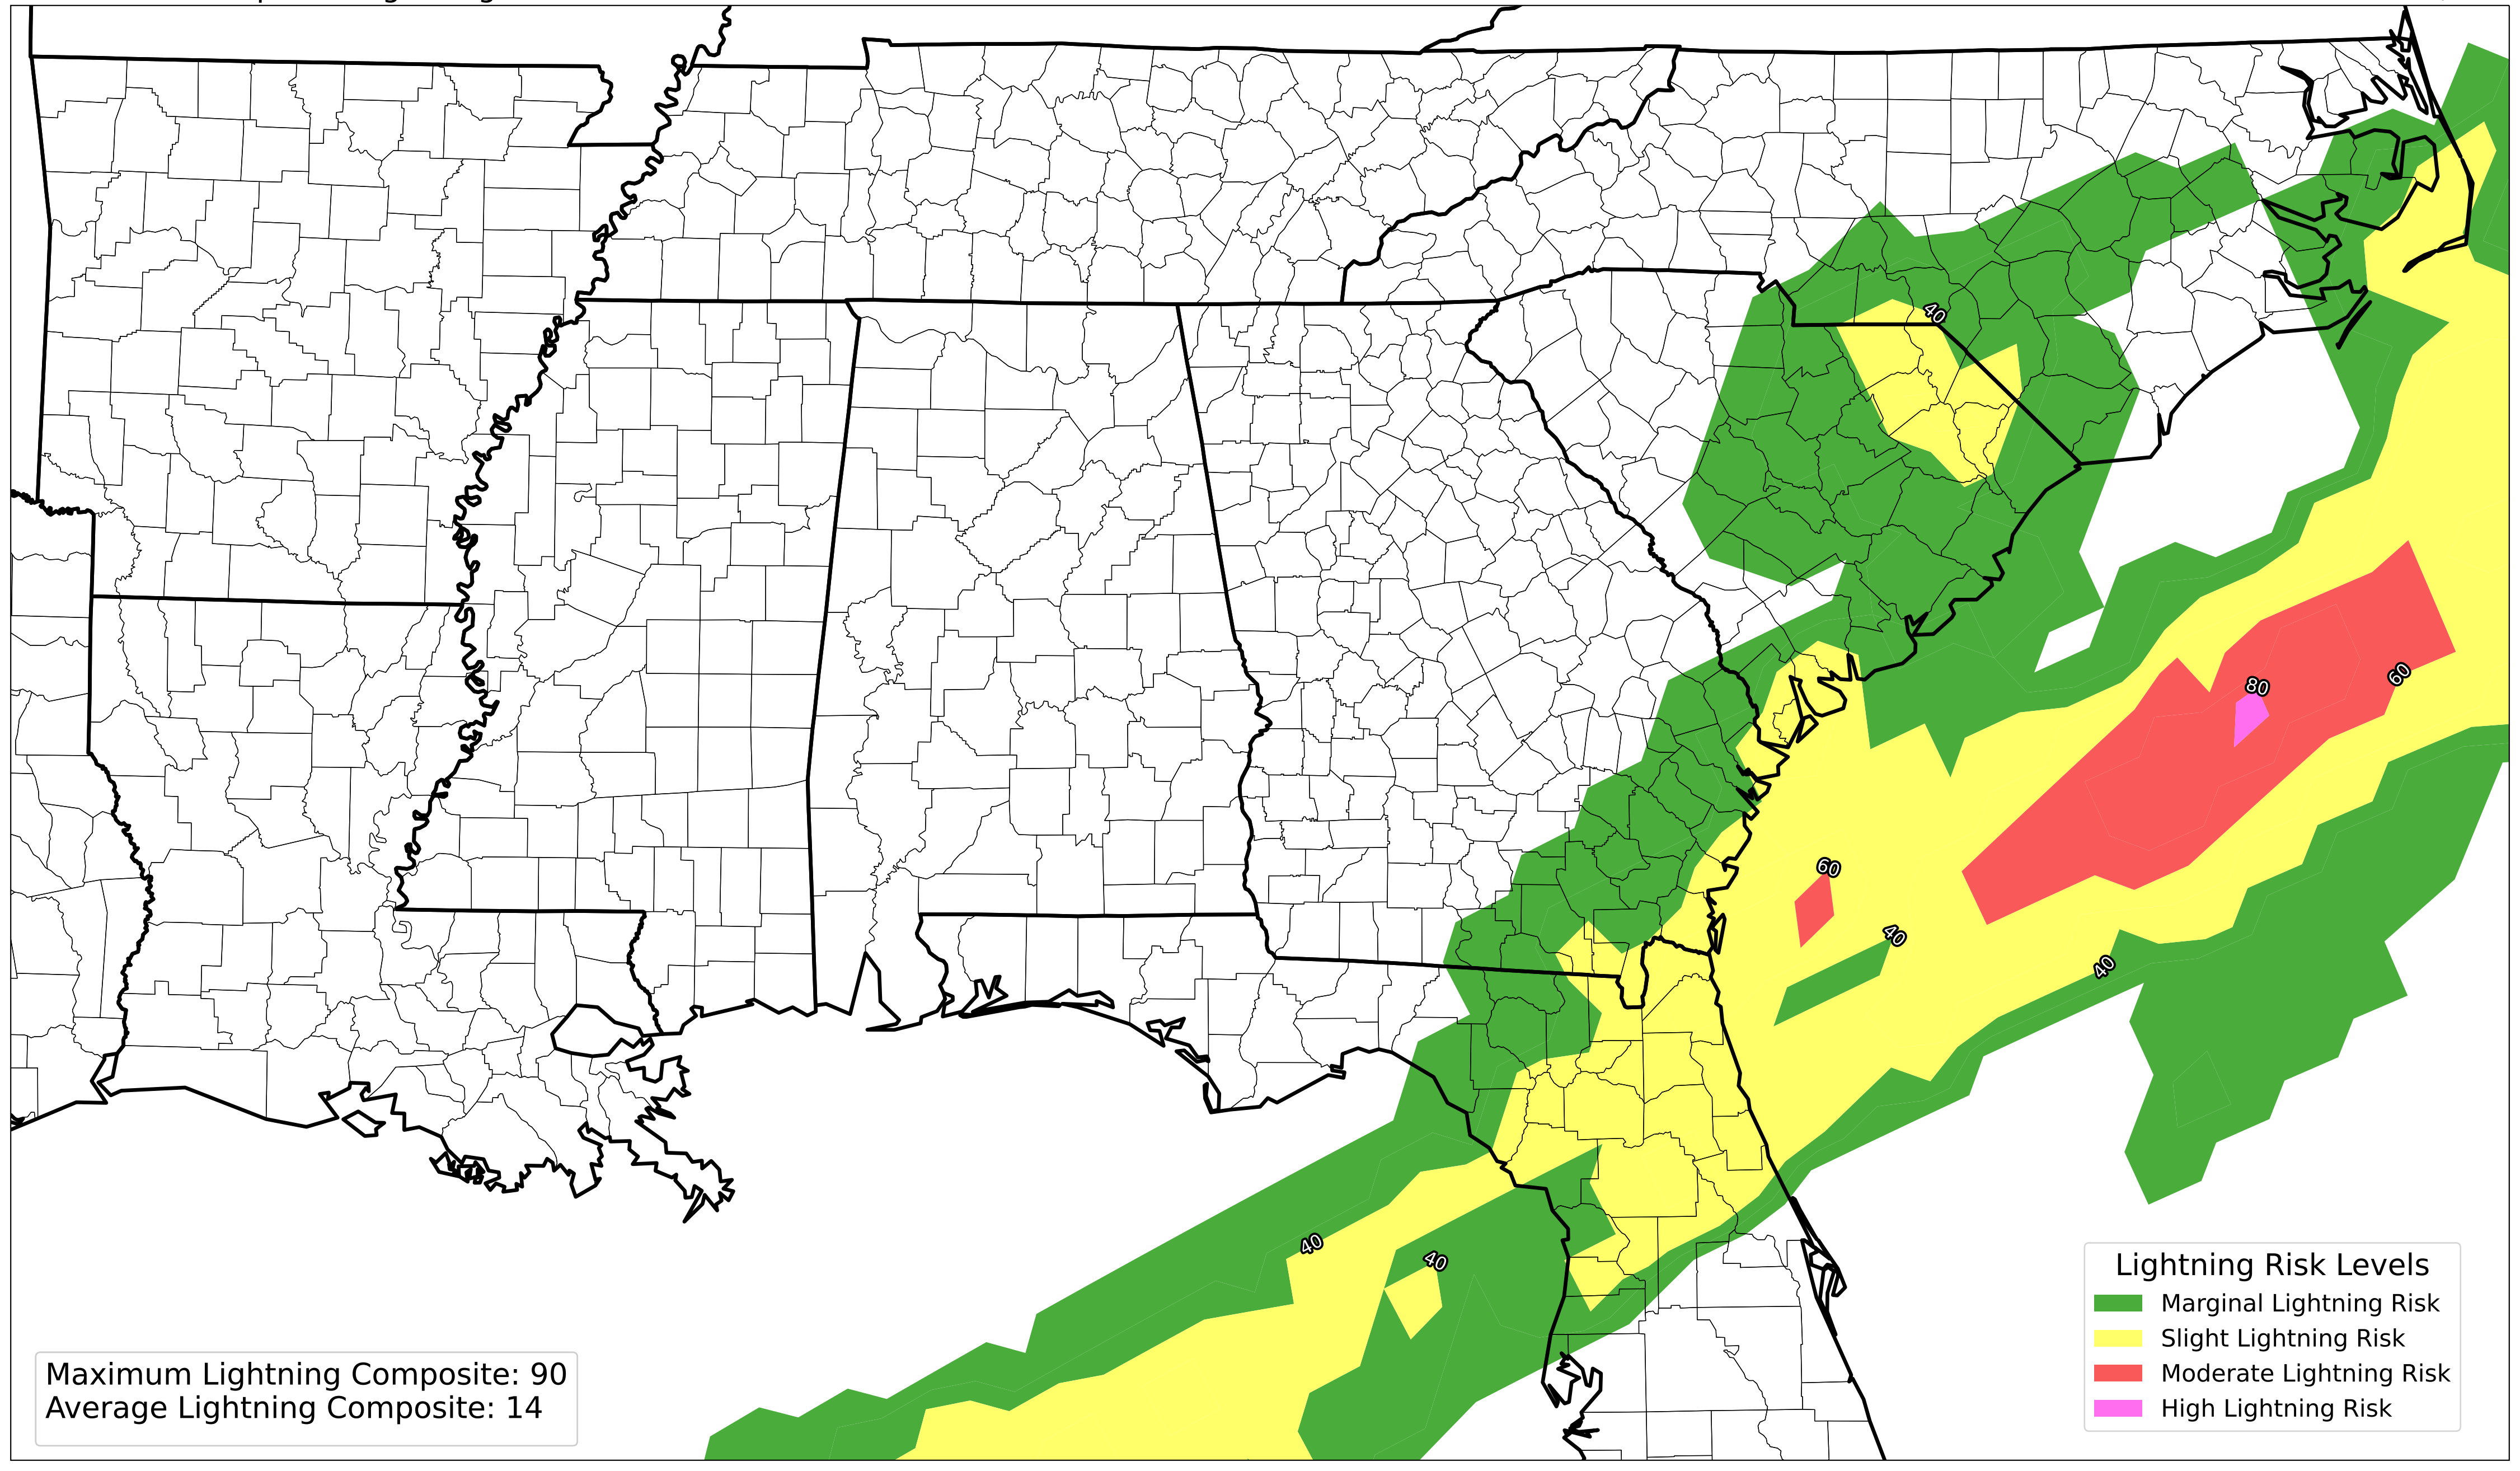 40
80
60
60
40
40
40
40
Lightning Risk Levels
Marginal Lightning Risk
Slight Lightning Risk
Moderate Lightning Risk
High Lightning Risk
Maximum Lightning Composite: 90
Average Lightning Composite: 14